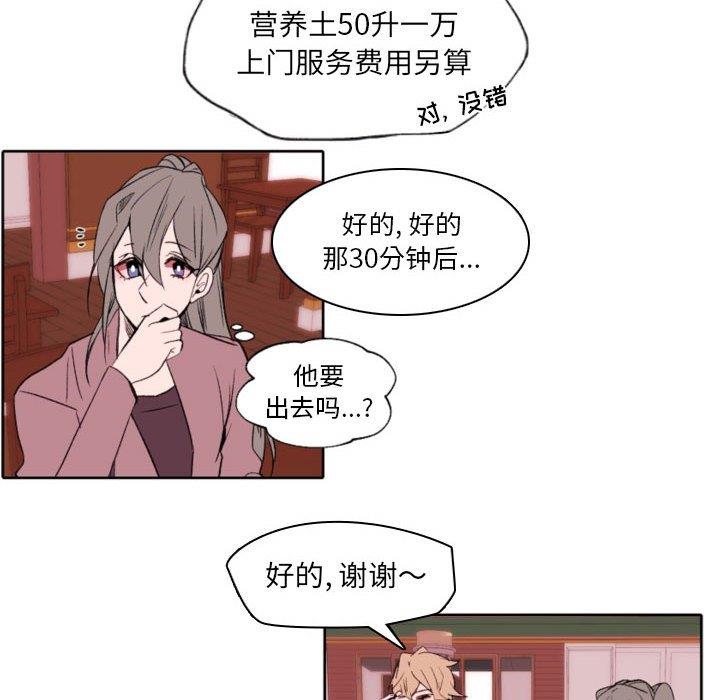 营养土50升一万
上门服务费用另算
对, 没错
好的, 好的
那30分钟后...
他要
出去吗...?
好的, 谢谢～